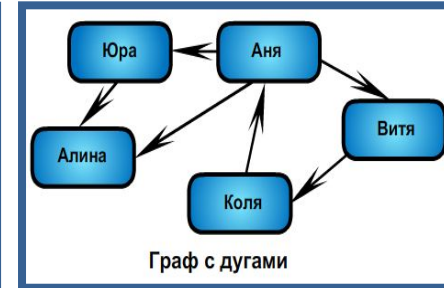 Юра
Аня
Витя
Алина
Коля
Граф с дугами